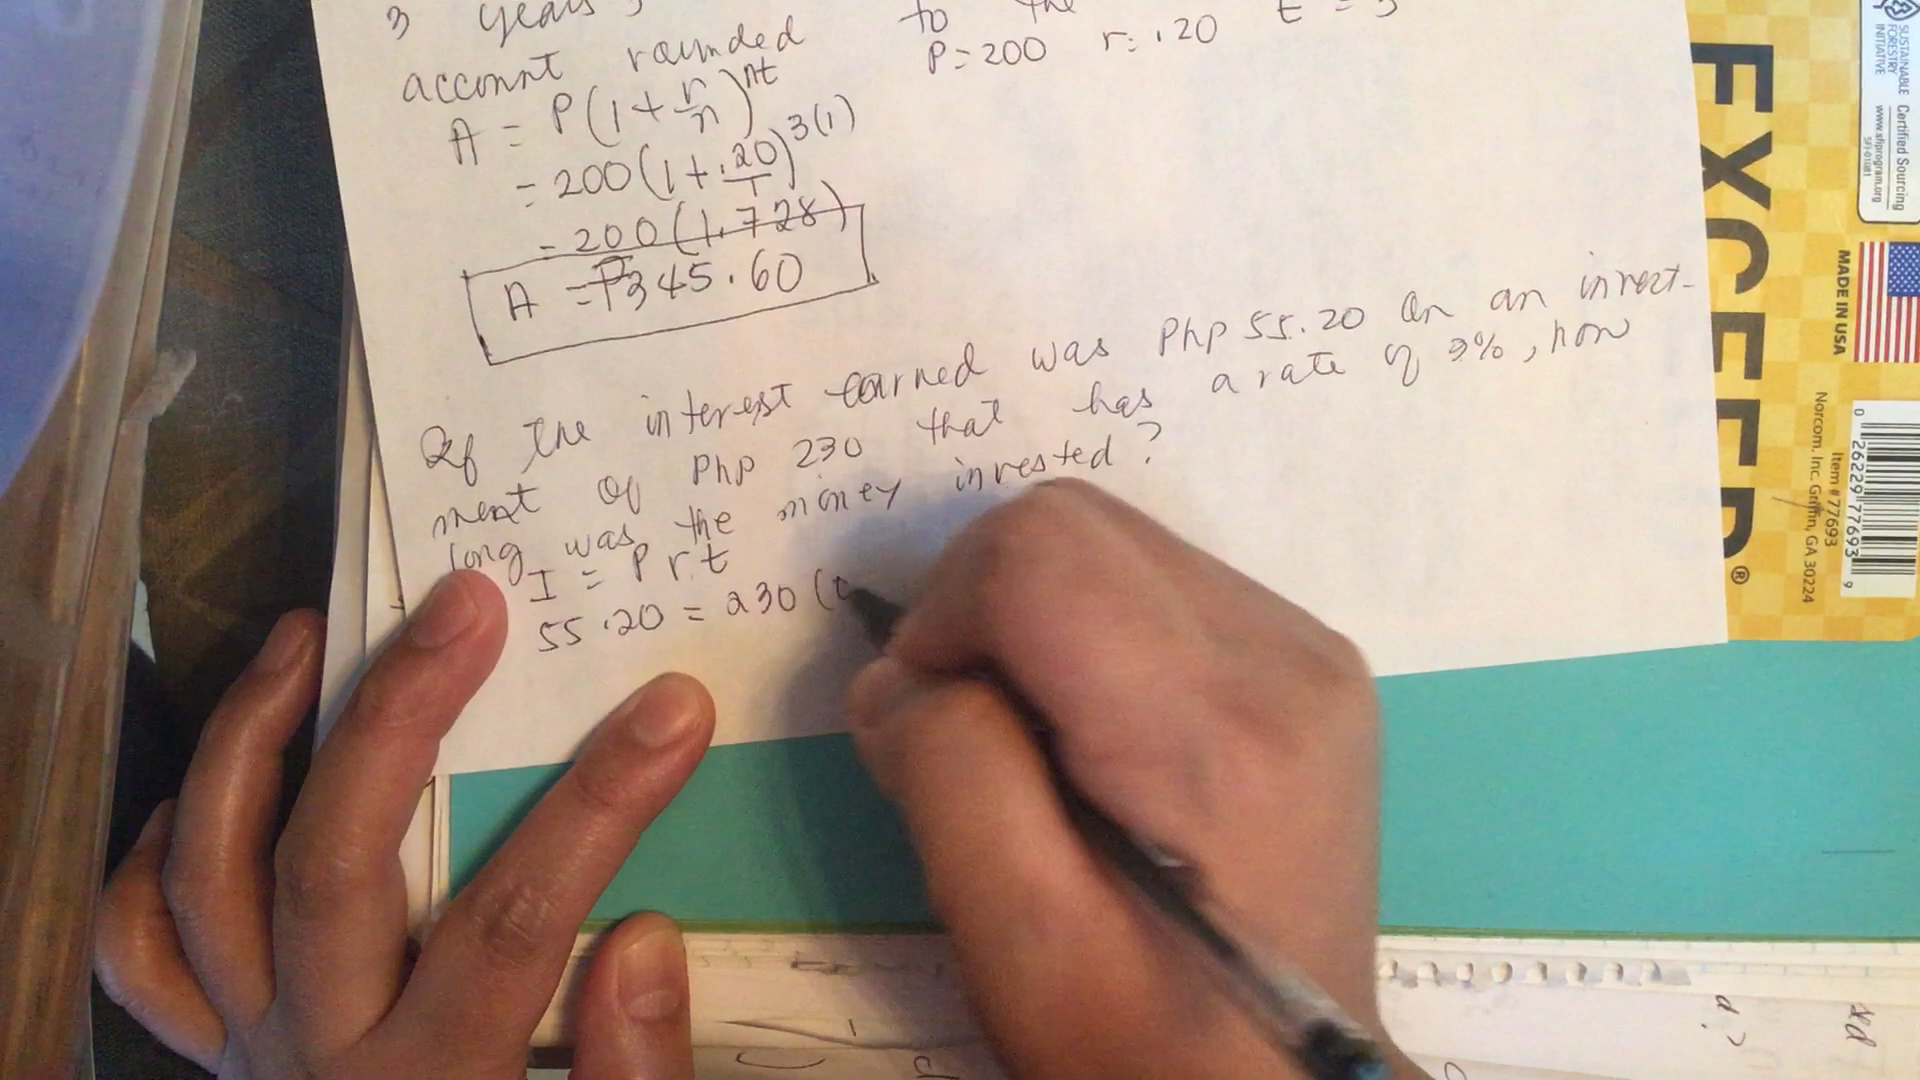 3 years
to the t = 3
account rounded P = 200 r = .20
A = P(1 + r/n)^nt
= 200(1 + .20/1)^3(1)
= 200(1.728)
A = ₱345.60
If the interest earned was Php 55.20 on an invest-
ment of Php 230 that has a rate of %, how
long was the money invested?
I = P r t
55.20 = 230 (
EXCEED®
SUSTAINABLE FORESTRY INITIATIVE
Certified Sourcing
www.sfiprogram.org
SFI-01081
MADE IN USA
Norcom, Inc. Griffin, GA 30224
Item #77693
0 26229 77693 9